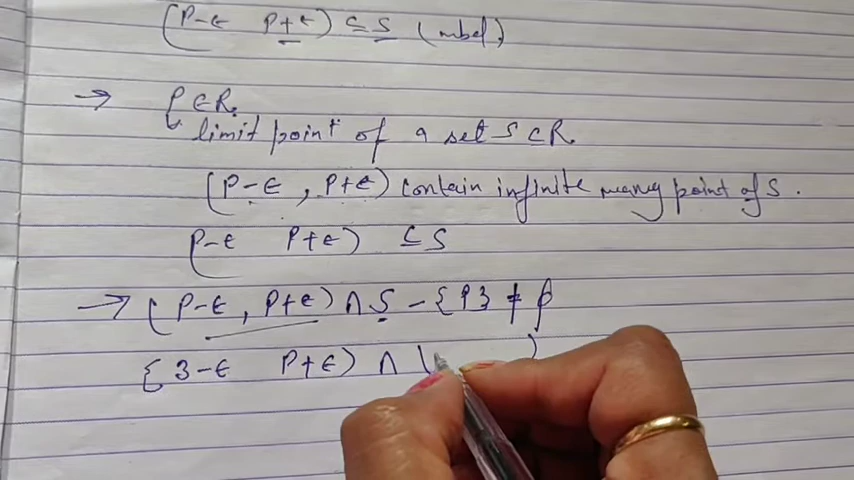 (P-ϵ P+ϵ) ⊆ S (nbd.)
→ P ∈ R.
limit point of a set S ⊂ R.
(P-ϵ , P+ϵ) contain infinite many point of S .
(P-ϵ P+ϵ) ⊆ S
→ (P-ϵ, P+ϵ) ∩ S - {P} ≠ ϕ
{3-ϵ P+ϵ) ∩ (